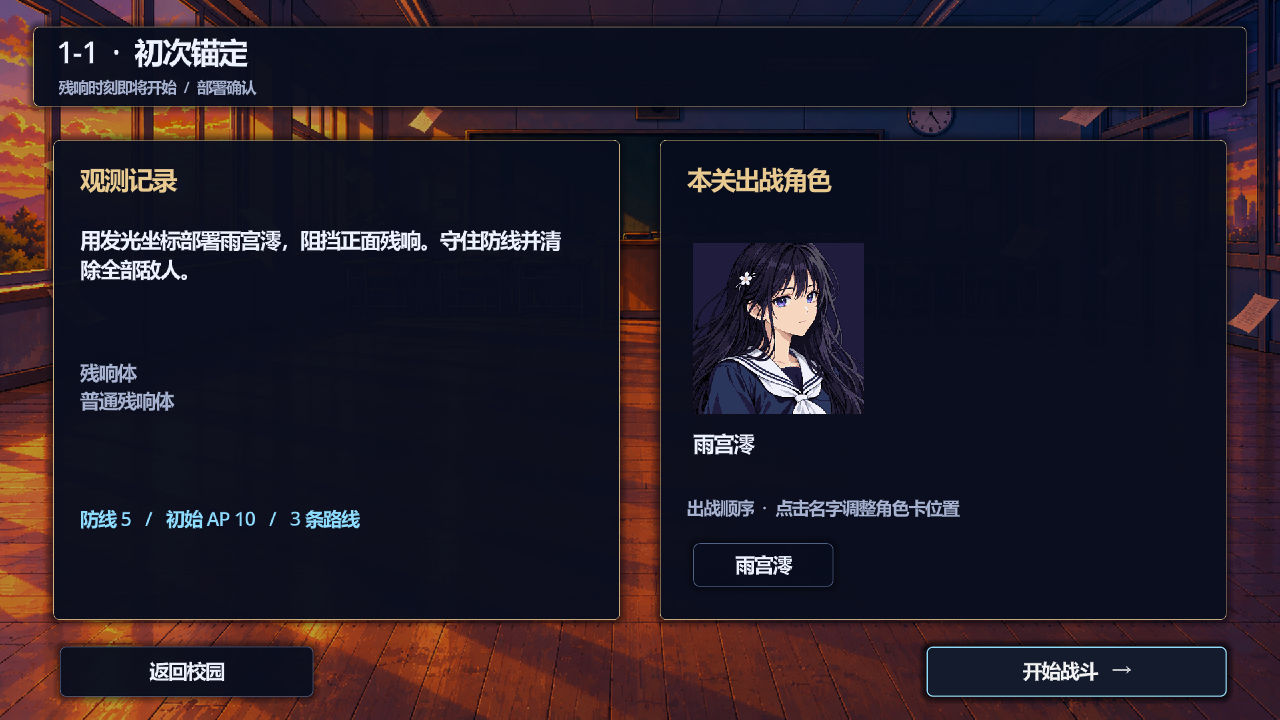 1-1 · 初次锚定
残响时刻即将开始 / 部署确认
观测记录
用发光坐标部署雨宫澪，阻挡正面残响。守住防线并清
除全部敌人。
残响体
普通残响体
防线 5 / 初始 AP 10 / 3 条路线
本关出战角色
雨宫澪
出战顺序 · 点击名字调整角色卡位置
雨宫澪
返回校园
开始战斗 →